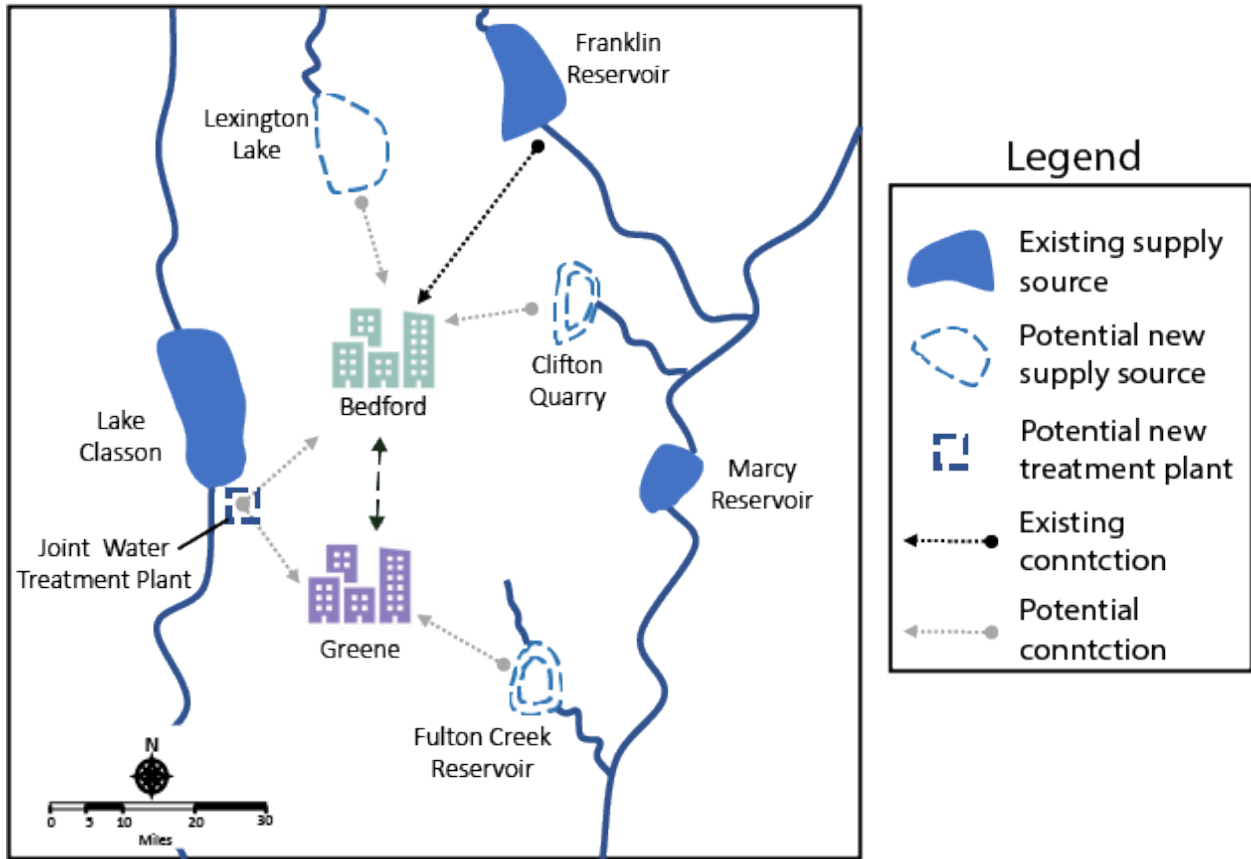 Franklin
Reservoir
Lexington
Lake
Clifton
Quarry
Bedford
Lake
Classon
Marcy
Reservoir
Joint Water
Treatment Plant
Greene
Fulton Creek
Reservoir
N
0 5 10 20 30
Miles
Legend
Existing supply
source
Potential new
supply source
Potential new
treatment plant
Existing
conntction
Potential
conntction